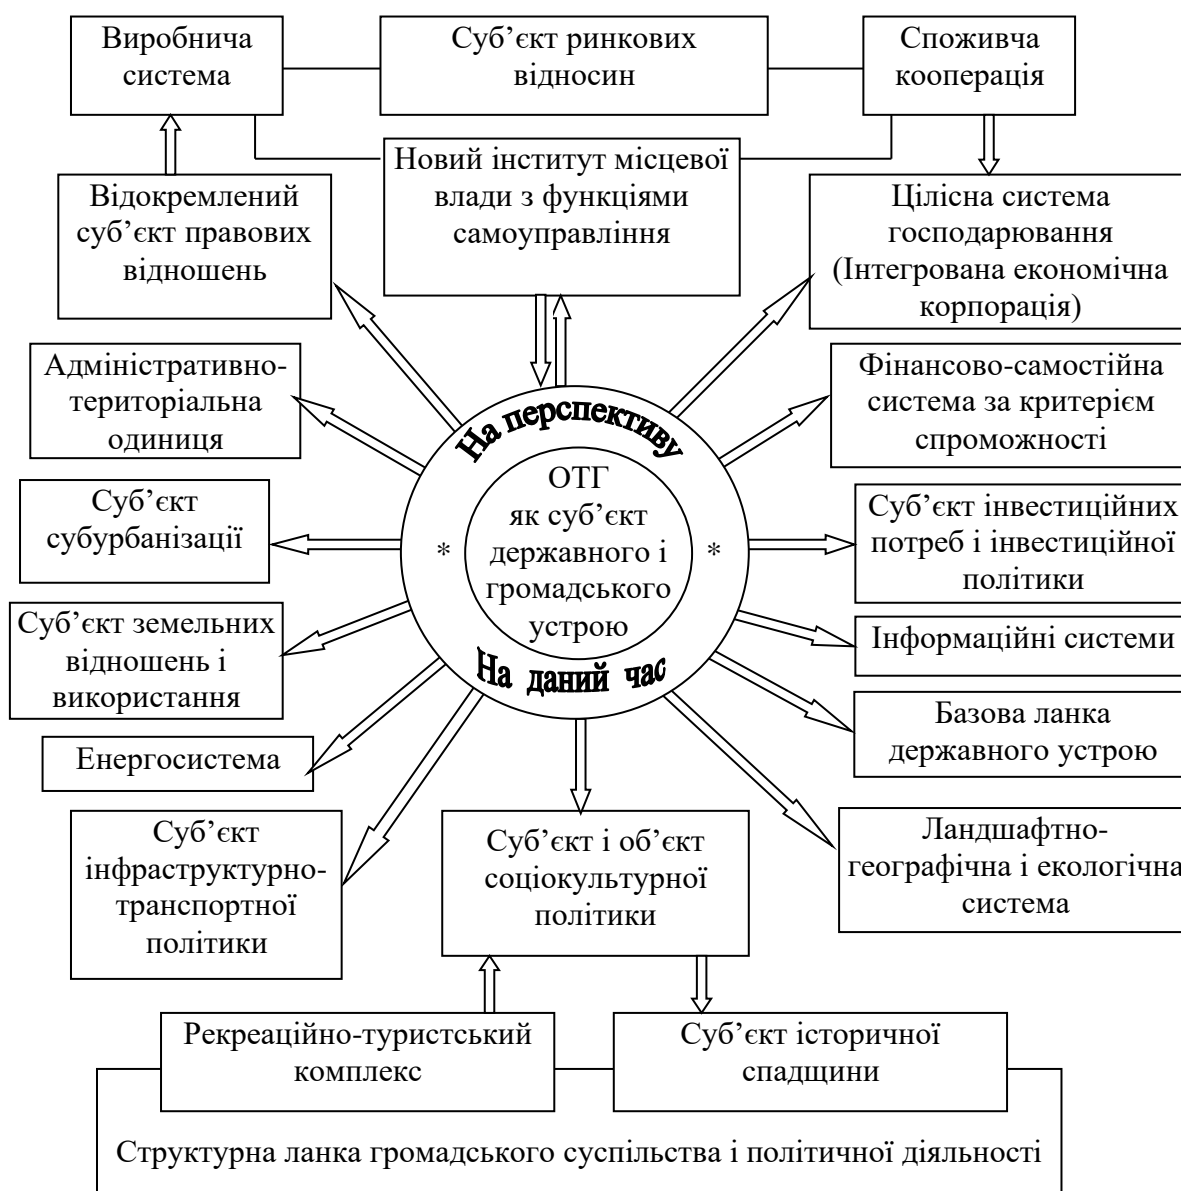 Виробнича
система
Суб’єкт ринкових
відносин
Споживча
кооперація
Новий інститут місцевої
влади з функціями
самоуправління
Відокремлений
суб’єкт правових
відношень
Цілісна система
господарювання
(Інтегрована економічна
корпорація)
Адміністративно-
територіальна
одиниця
Фінансово-самостійна
система за критерієм
спроможності
На перспективу
ОТГ
як суб’єкт
державного і
громадського
устрою
*
*
На даний час
Суб’єкт
субурбанізації
Суб’єкт інвестиційних
потреб і інвестиційної
політики
Суб’єкт земельних
відношень і
використання
Інформаційні системи
Енергосистема
Базова ланка
державного устрою
Суб’єкт
інфраструктурно-
транспортної
політики
Суб’єкт і об’єкт
соціокультурної
політики
Ландшафтно-
географічна і екологічна
система
Рекреаційно-туристський
комплекс
Суб’єкт історичної
спадщини
Структурна ланка громадського суспільства і політичної діяльності